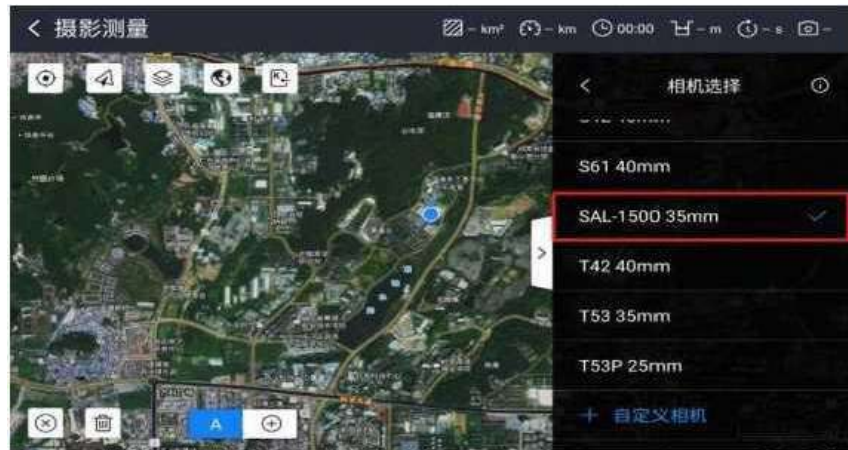 摄影测量
– km² – km 00:00 – m – s –
相机选择
S61 40mm
SAL-1500 35mm
T42 40mm
T53 35mm
T53P 25mm
+ 自定义相机
A